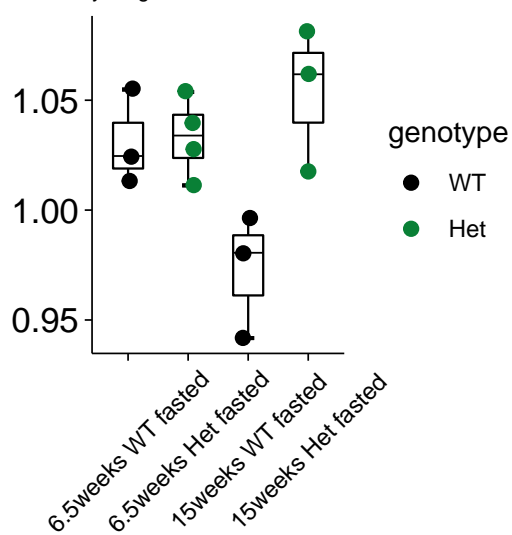 1.05
1.00
0.95
genotype
WT
Het
6.5weeks WT fasted
6.5weeks Het fasted
15weeks WT fasted
15weeks Het fasted